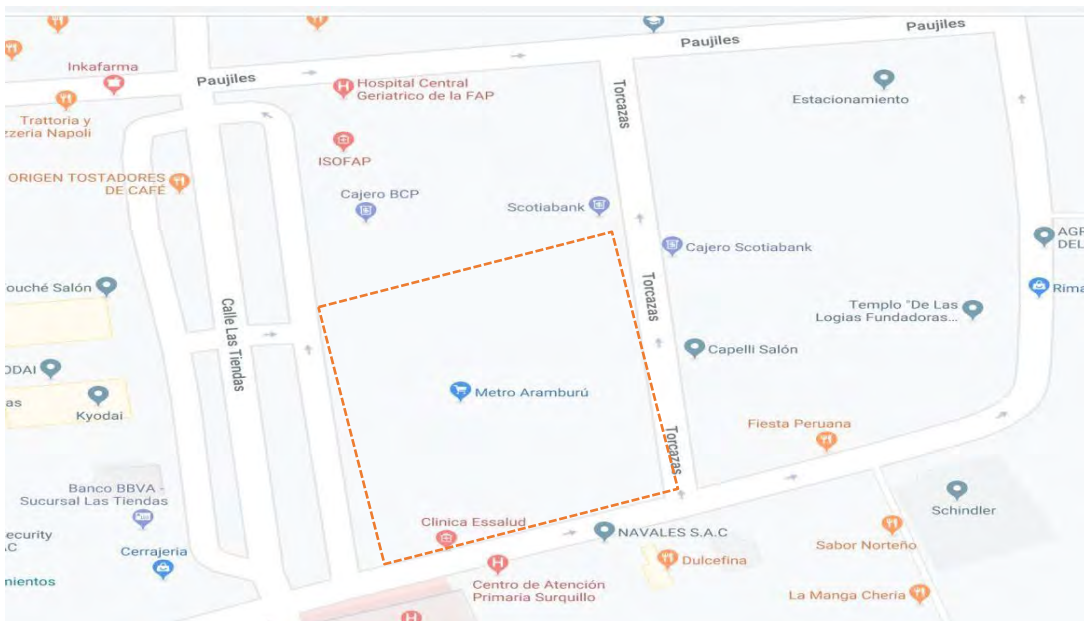 Paujiles
Paujiles
Paujiles
Inkafarma
Trattoria y
zzeria Napoli
Hospital Central
Geriatrico de la FAP
ISOFAP
ORIGEN TOSTADORES
DE CAFÉ
Cajero BCP
Scotiabank
Torcazas
Estacionamiento
Cajero Scotiabank
AGF
DEL
Rima
ouché Salón
Calle Las Tiendas
Torcazas
Templo "De Las
Logias Fundadoras...
Capelli Salón
ODAI
as
Kyodai
Metro Aramburú
Fiesta Peruana
Torcazas
Banco BBVA -
Sucursal Las Tiendas
Clinica Essalud
NAVALES S.A.C
Schindler
ecurity
C
Cerrajeria
mientos
Sabor Norteño
Dulcefina
Centro de Atención
Primaria Surquillo
La Manga Cheria